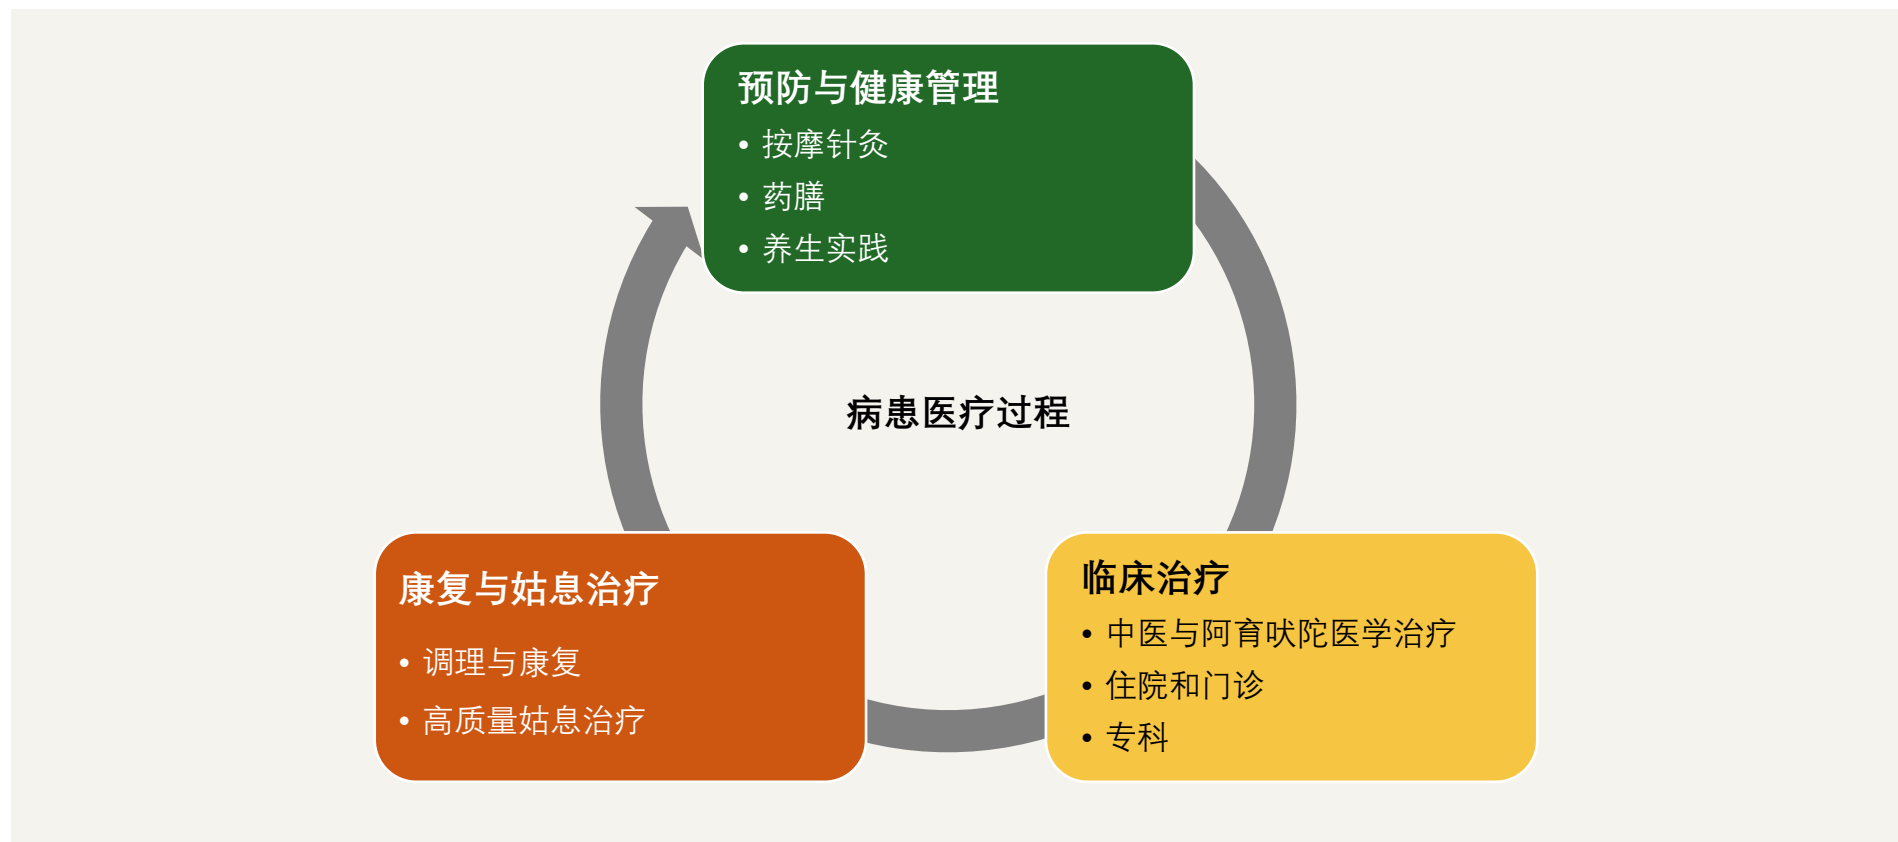 预防与健康管理
• 按摩针灸
• 药膳
• 养生实践
病患医疗过程
临床治疗
• 中医与阿育吠陀医学治疗
• 住院和门诊
• 专科
康复与姑息治疗
• 调理与康复
• 高质量姑息治疗